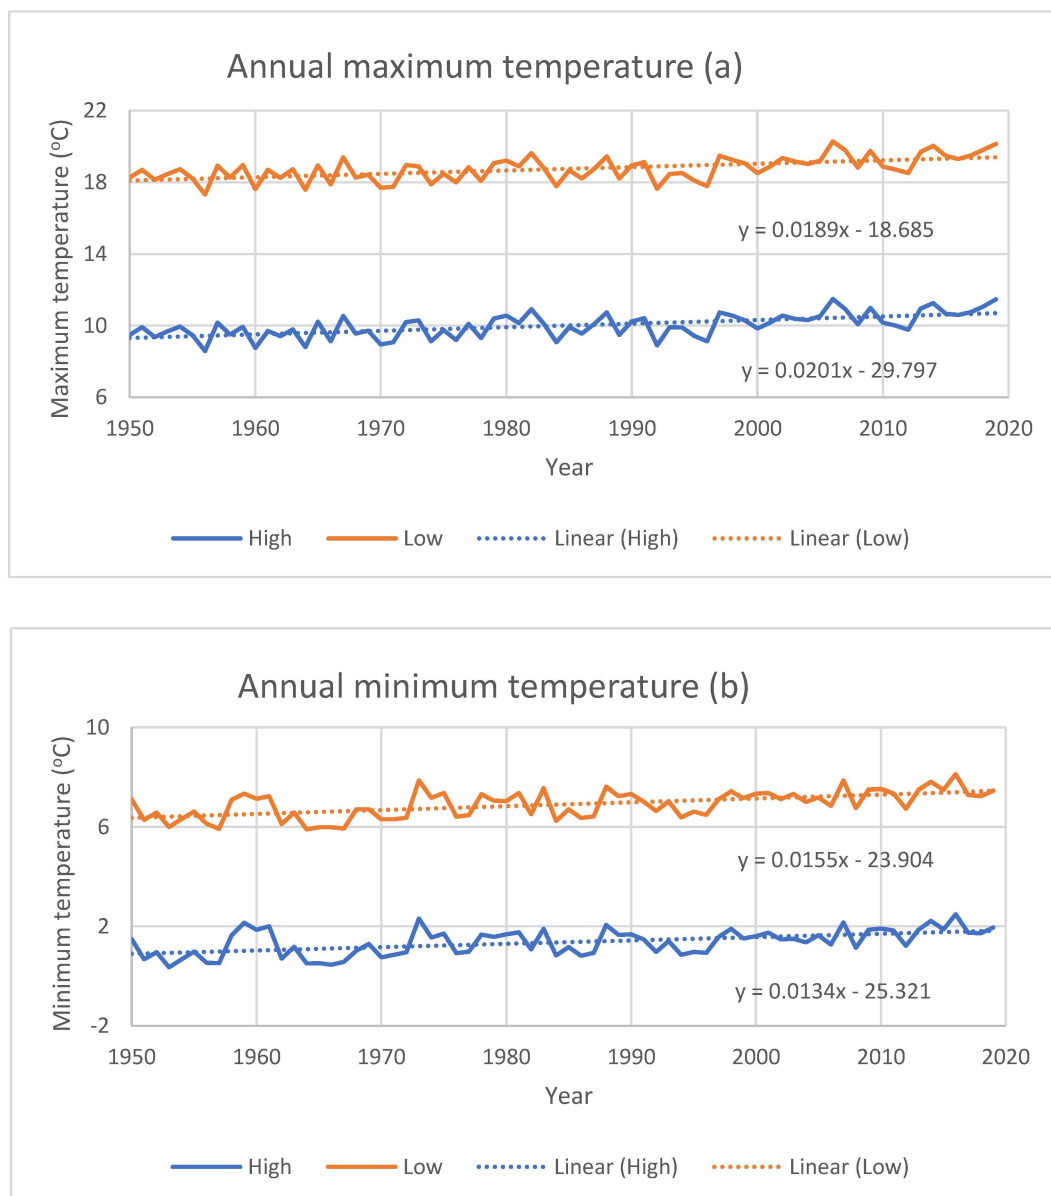 Annual maximum temperature (a)
Maximum temperature (°C)
22
18
14
10
6
y = 0.0189x - 18.685
y = 0.0201x - 29.797
1950 1960 1970 1980 1990 2000 2010 2020
Year
High Low Linear (High) Linear (Low)
Annual minimum temperature (b)
Minimum temperature (°C)
10
6
2
-2
y = 0.0155x - 23.904
y = 0.0134x - 25.321
1950 1960 1970 1980 1990 2000 2010 2020
Year
High Low Linear (High) Linear (Low)